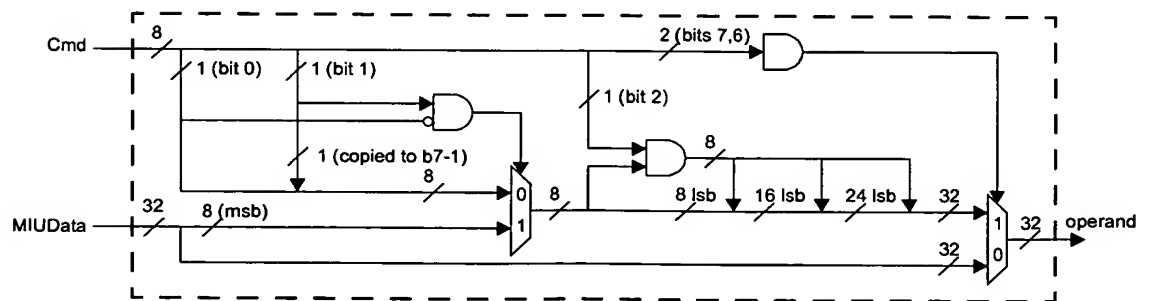 8
2 (bits 7,6)
Cmd
1 (bit 0)
1 (bit 1)
1 (bit 2)
8
1 (copied to b7-1)
8
0
32
8 (msb)
8
8 lsb
16 lsb
24 lsb
32
32
operand
MIUData
1
1
32
0